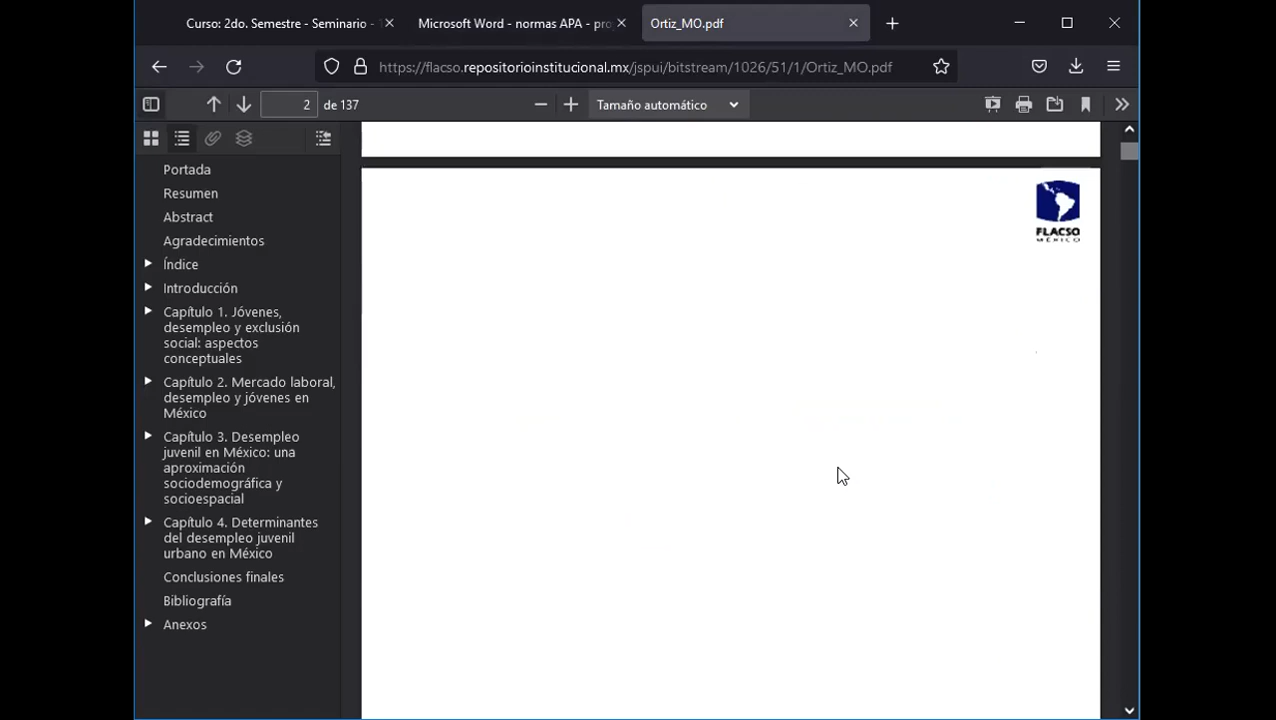 Curso: 2do. Semestre - Seminario -
Microsoft Word - normas APA - pro
Ortiz_MO.pdf
https://flacso.repositorioinstitucional.mx/jspui/bitstream/1026/51/1/Ortiz_MO.pdf
2 de 137
Tamaño automático
Portada
Resumen
Abstract
Agradecimientos
Índice
Introducción
Capítulo 1. Jóvenes,
desempleo y exclusión
social: aspectos
conceptuales
Capítulo 2. Mercado laboral,
desempleo y jóvenes en
México
Capítulo 3. Desempleo
juvenil en México: una
aproximación
sociodemográfica y
socioespacial
Capítulo 4. Determinantes
del desempleo juvenil
urbano en México
Conclusiones finales
Bibliografía
Anexos
FLACSO
MÉXICO